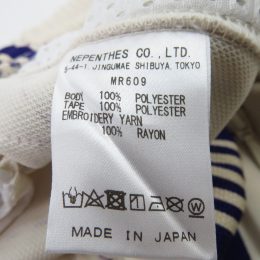 NEPENTHES CO., LTD.
5-44-1 JINGUMAE SHIBUYA TOKYO
MR609
BODY 100% POLYESTER
TAPE 100% POLYESTER
EMBROIDERY YARN
100% RAYON
MADE IN JAPAN